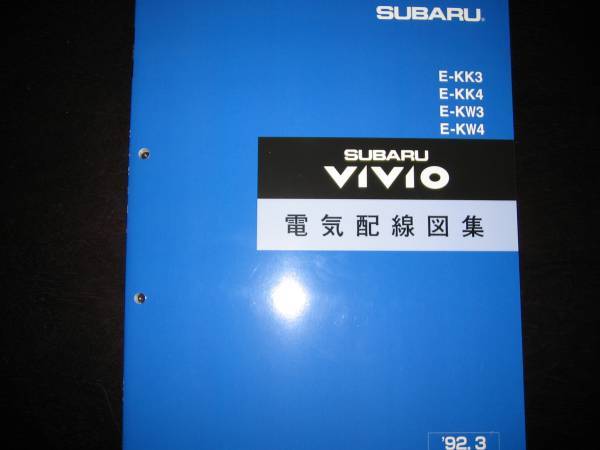 SUBARU®
E-KK3
E-KK4
E-KW3
E-KW4
SUBARU
VIVIO
電気配線図集
'92.3